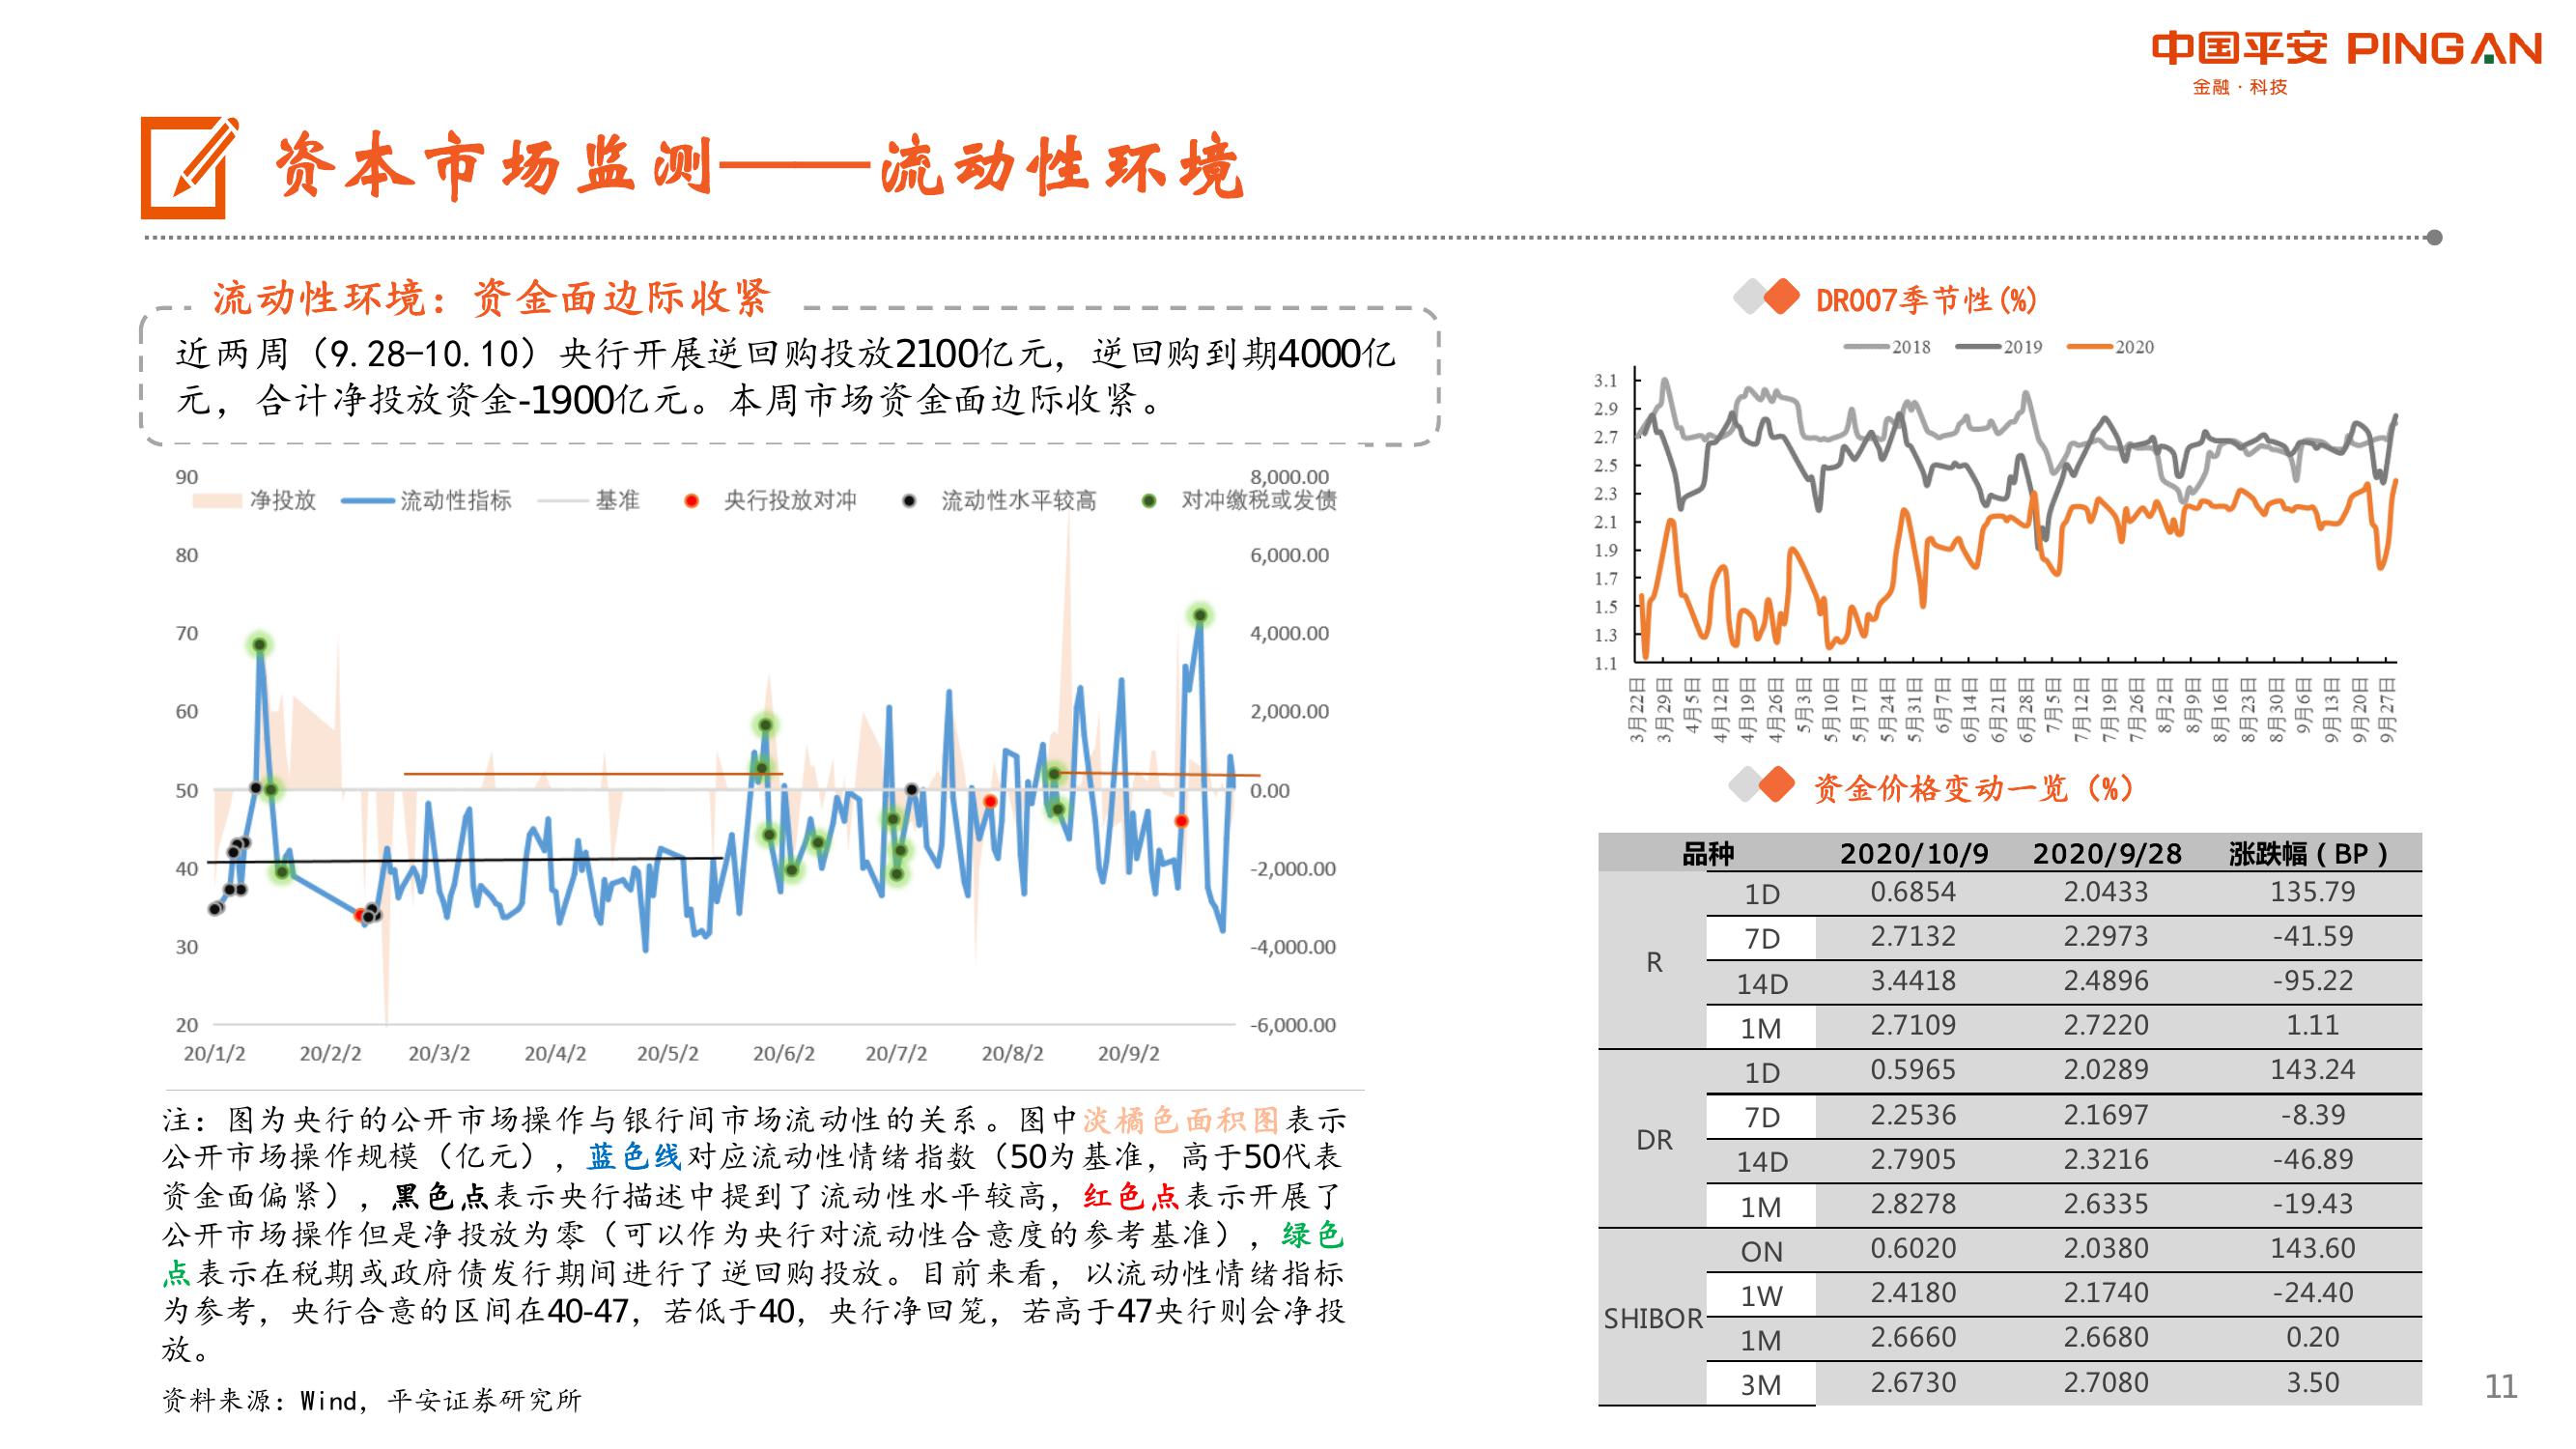 中国平安 PINGAN
金融·科技
资本市场监测——流动性环境
流动性环境：资金面边际收紧
近两周（9.28-10.10）央行开展逆回购投放2100亿元，逆回购到期4000亿
元，合计净投放资金-1900亿元。本周市场资金面边际收紧。
90
80
70
60
50
40
30
20
净投放 流动性指标 基准 央行投放对冲 流动性水平较高 对冲缴税或发债
8,000.00
6,000.00
4,000.00
2,000.00
0.00
-2,000.00
-4,000.00
-6,000.00
20/1/2 20/2/2 20/3/2 20/4/2 20/5/2 20/6/2 20/7/2 20/8/2 20/9/2
注：图为央行的公开市场操作与银行间市场流动性的关系。图中淡橘色面积图表示
公开市场操作规模（亿元），蓝色线对应流动性情绪指数（50为基准，高于50代表
资金面偏紧），黑色点表示央行描述中提到了流动性水平较高，红色点表示开展了
公开市场操作但是净投放为零（可以作为央行对流动性合意度的参考基准），绿色
点表示在税期或政府债发行期间进行了逆回购投放。目前来看，以流动性情绪指标
为参考，央行合意的区间在40-47，若低于40，央行净回笼，若高于47央行则会净投
放。
资料来源：Wind，平安证券研究所
DR007季节性(%)
2018 2019 2020
3.1
2.9
2.7
2.5
2.3
2.1
1.9
1.7
1.5
1.3
1.1
3月22日 3月29日 4月5日 4月12日 4月19日 4月26日 5月3日 5月10日 5月17日 5月24日 5月31日 6月7日 6月14日 6月21日 6月28日 7月5日 7月12日 7月19日 7月26日 8月2日 8月9日 8月16日 8月23日 8月30日 9月6日 9月13日 9月20日 9月27日
资金价格变动一览（%）
品种 2020/10/9 2020/9/28 涨跌幅（BP）
R
1D 0.6854 2.0433 135.79
7D 2.7132 2.2973 -41.59
14D 3.4418 2.4896 -95.22
1M 2.7109 2.7220 1.11
DR
1D 0.5965 2.0289 143.24
7D 2.2536 2.1697 -8.39
14D 2.7905 2.3216 -46.89
1M 2.8278 2.6335 -19.43
SHIBOR
ON 0.6020 2.0380 143.60
1W 2.4180 2.1740 -24.40
1M 2.6660 2.6680 0.20
3M 2.6730 2.7080 3.50
11